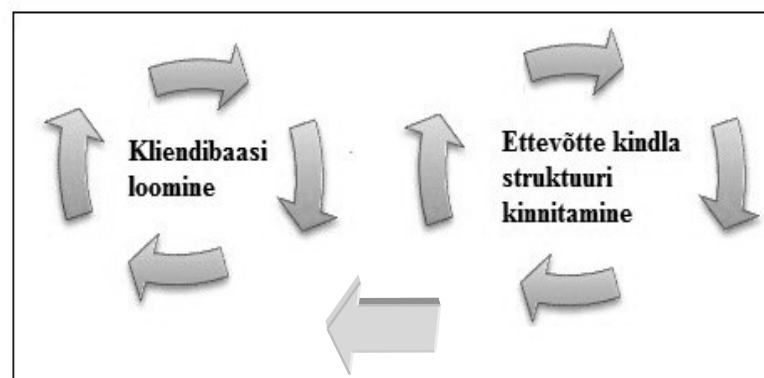 Kliendibaasi
loomine
Ettevõtte kindla
struktuuri
kinnitamine